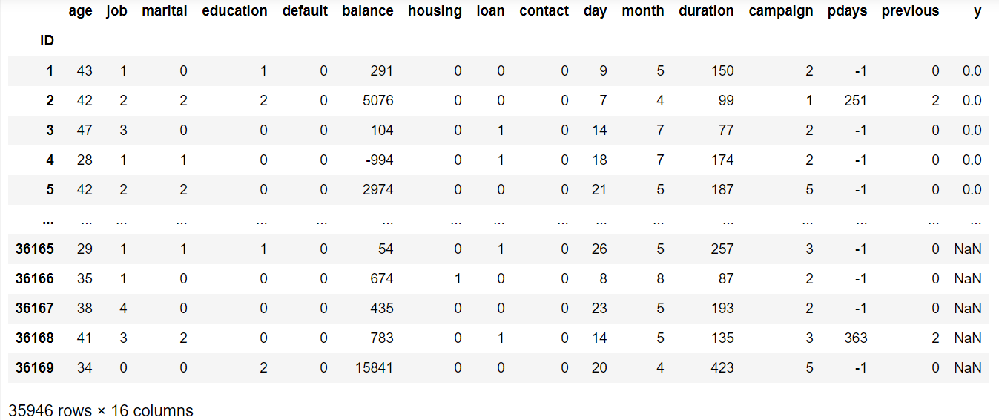 age job marital education default balance housing loan contact day month duration campaign pdays previous y
ID
1 43 1 0 1 0 291 0 0 0 9 5 150 2 -1 0 0.0
2 42 2 2 2 0 5076 0 0 0 7 4 99 1 251 2 0.0
3 47 3 0 0 0 104 0 1 0 14 7 77 2 -1 0 0.0
4 28 1 1 0 0 -994 0 1 0 18 7 174 2 -1 0 0.0
5 42 2 2 0 0 2974 0 0 0 21 5 187 5 -1 0 0.0
... ... ... ... ... ... ... ... ... ... ... ... ... ... ... ... ...
36165 29 1 1 1 0 54 0 1 0 26 5 257 3 -1 0 NaN
36166 35 1 0 0 0 674 1 0 0 8 8 87 2 -1 0 NaN
36167 38 4 0 0 0 435 0 0 0 23 5 193 2 -1 0 NaN
36168 41 3 2 0 0 783 0 1 0 14 5 135 3 363 2 NaN
36169 34 0 0 2 0 15841 0 0 0 20 4 423 5 -1 0 NaN
35946 rows × 16 columns